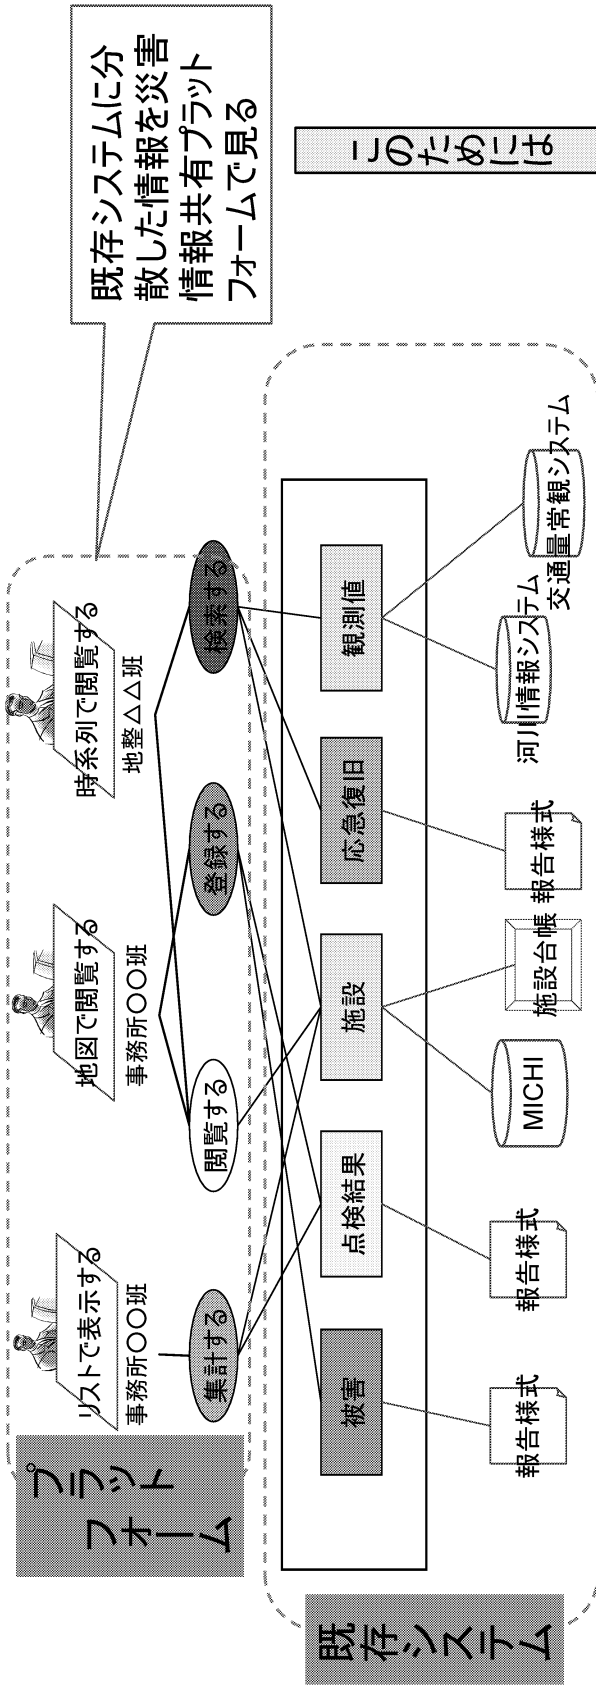 プラット
フォーム
リストで表示する
事務所〇〇班
地図で閲覧する
事務所〇〇班
時系列で閲覧する
地整△△班
既存システムに分
散した情報を災害
情報共有プラット
フォームで見る
集計する
閲覧する
登録する
検索する
このためには
既存システム
被害
点検結果
施設
応急復旧
観測値
報告様式
報告様式
MICHI
施設台帳
報告様式
河川情報システム
交通量常観システム